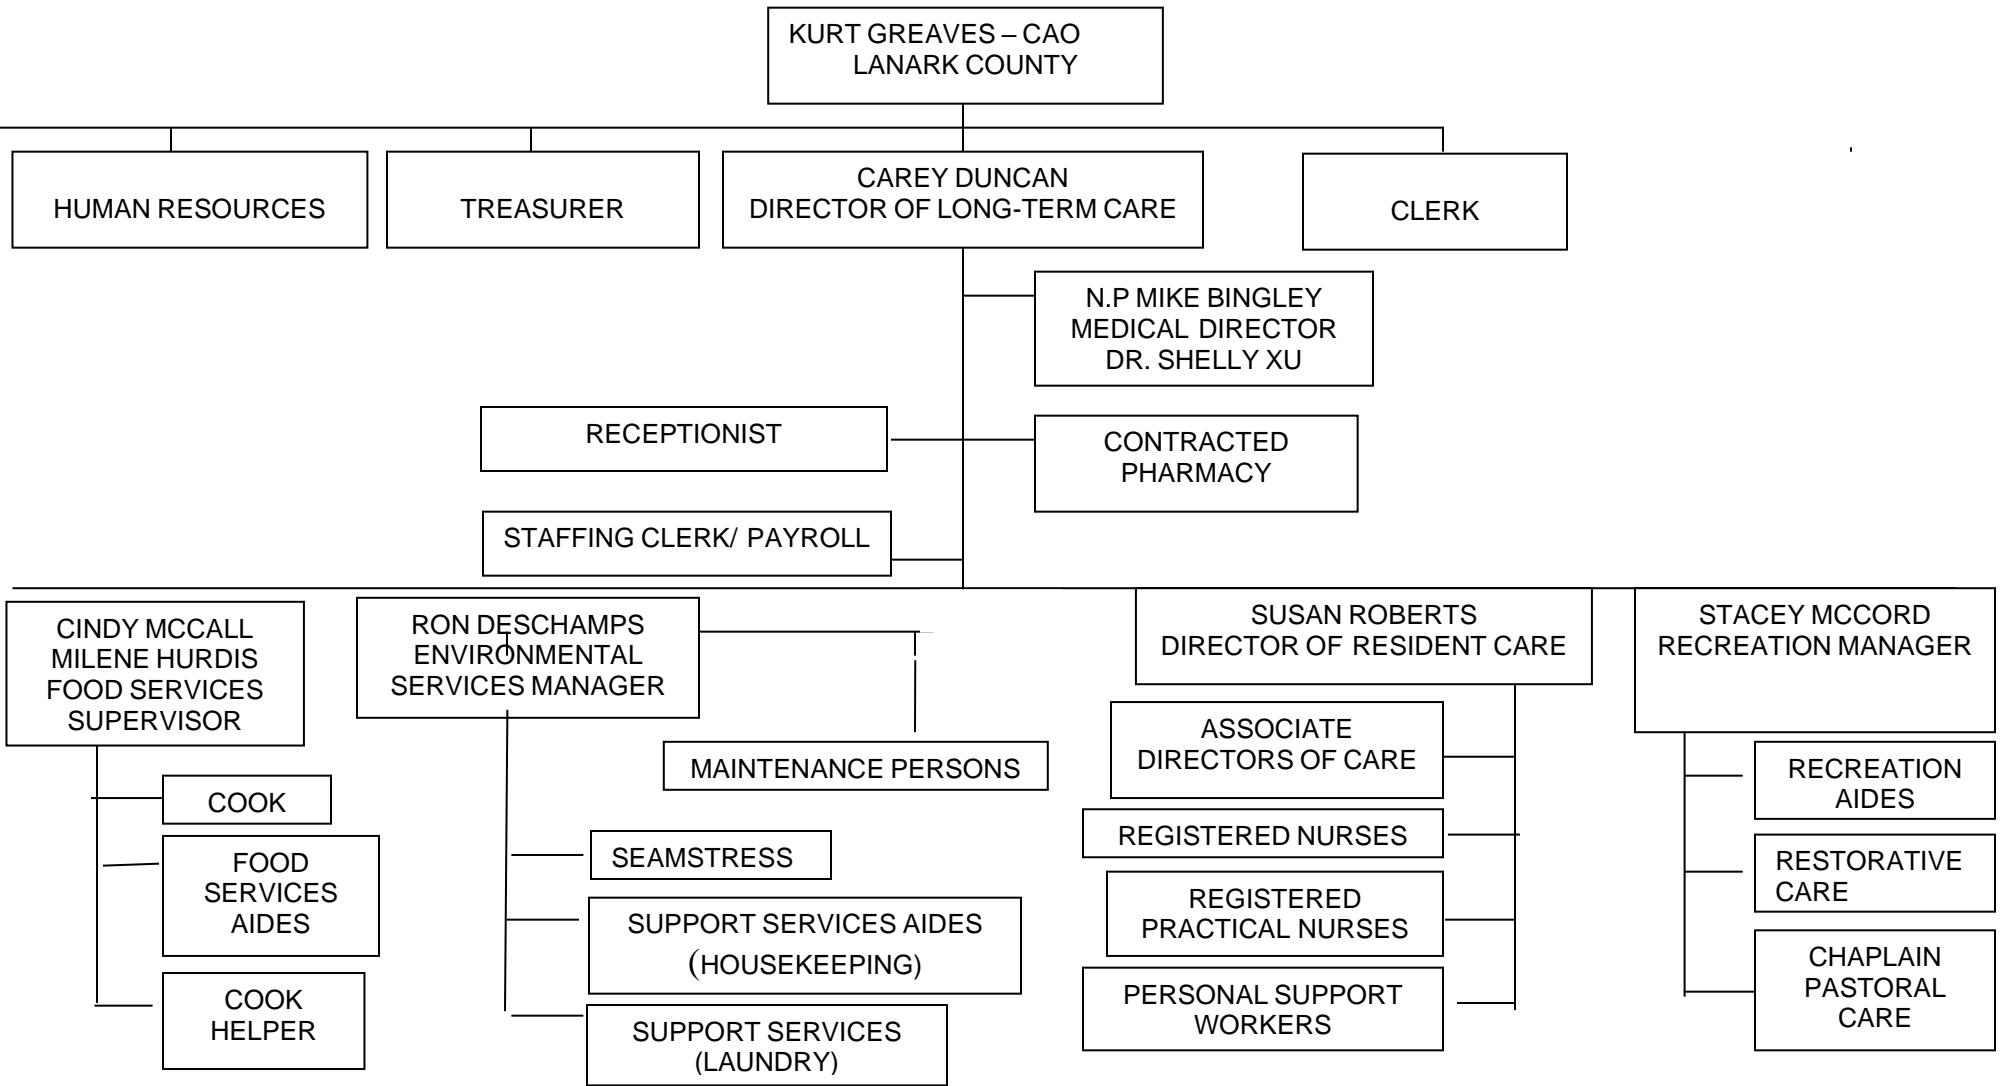 KURT GREAVES – CAO
LANARK COUNTY
HUMAN RESOURCES
TREASURER
CAREY DUNCAN
DIRECTOR OF LONG-TERM CARE
CLERK
N.P MIKE BINGLEY
MEDICAL DIRECTOR
DR. SHELLY XU
RECEPTIONIST
CONTRACTED
PHARMACY
STAFFING CLERK/ PAYROLL
CINDY MCCALL
MILENE HURDIS
FOOD SERVICES
SUPERVISOR
RON DESCHAMPS
ENVIRONMENTAL
SERVICES MANAGER
SUSAN ROBERTS
DIRECTOR OF RESIDENT CARE
STACEY MCCORD
RECREATION MANAGER
COOK
FOOD
SERVICES
AIDES
COOK
HELPER
MAINTENANCE PERSONS
SEAMSTRESS
SUPPORT SERVICES AIDES
(HOUSEKEEPING)
SUPPORT SERVICES
(LAUNDRY)
ASSOCIATE
DIRECTORS OF CARE
REGISTERED NURSES
REGISTERED
PRACTICAL NURSES
PERSONAL SUPPORT
WORKERS
RECREATION
AIDES
RESTORATIVE
CARE
CHAPLAIN
PASTORAL
CARE